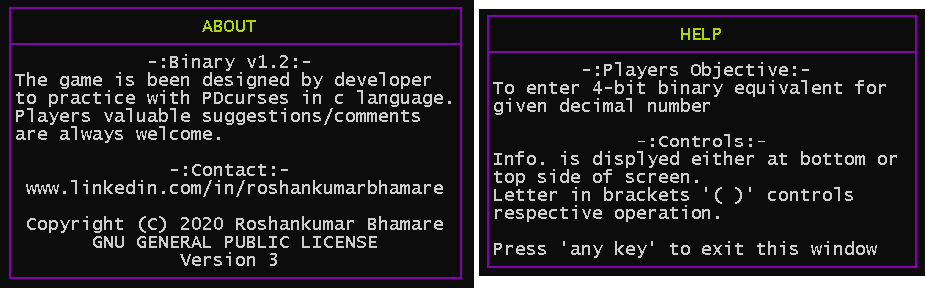 ABOUT
-:Binary v1.2:-
The game is been designed by developer
to practice with PDcurses in c language.
Players valuable suggestions/comments
are always welcome.
-:Contact:-
www.linkedin.com/in/roshankumarbhamare
Copyright (C) 2020 Roshankumar Bhamare
GNU GENERAL PUBLIC LICENSE
Version 3
HELP
-:Players Objective:-
To enter 4-bit binary equivalent for
given decimal number
-:Controls:-
Info. is displyed either at bottom or
top side of screen.
Letter in brackets '( )' controls
respective operation.
Press 'any key' to exit this window